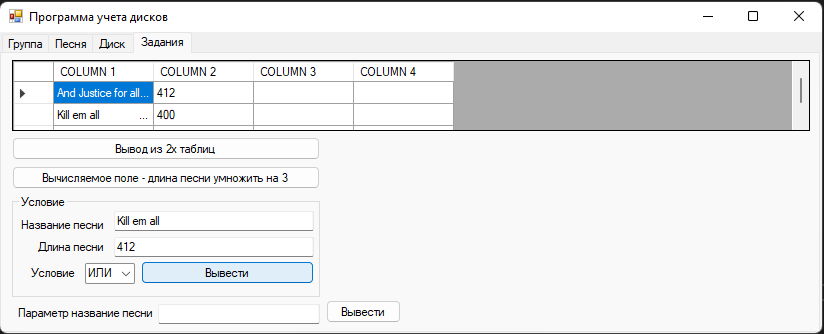 Программа учета дисков
Группа Песня Диск Задания
COLUMN 1 COLUMN 2 COLUMN 3 COLUMN 4
And Justice for all... 412
Kill em all ... 400
Вывод из 2х таблиц
Вычисляемое поле - длина песни умножить на 3
Условие
Название песни Kill em all
Длина песни 412
Условие ИЛИ Вывести
Параметр название песни Вывести